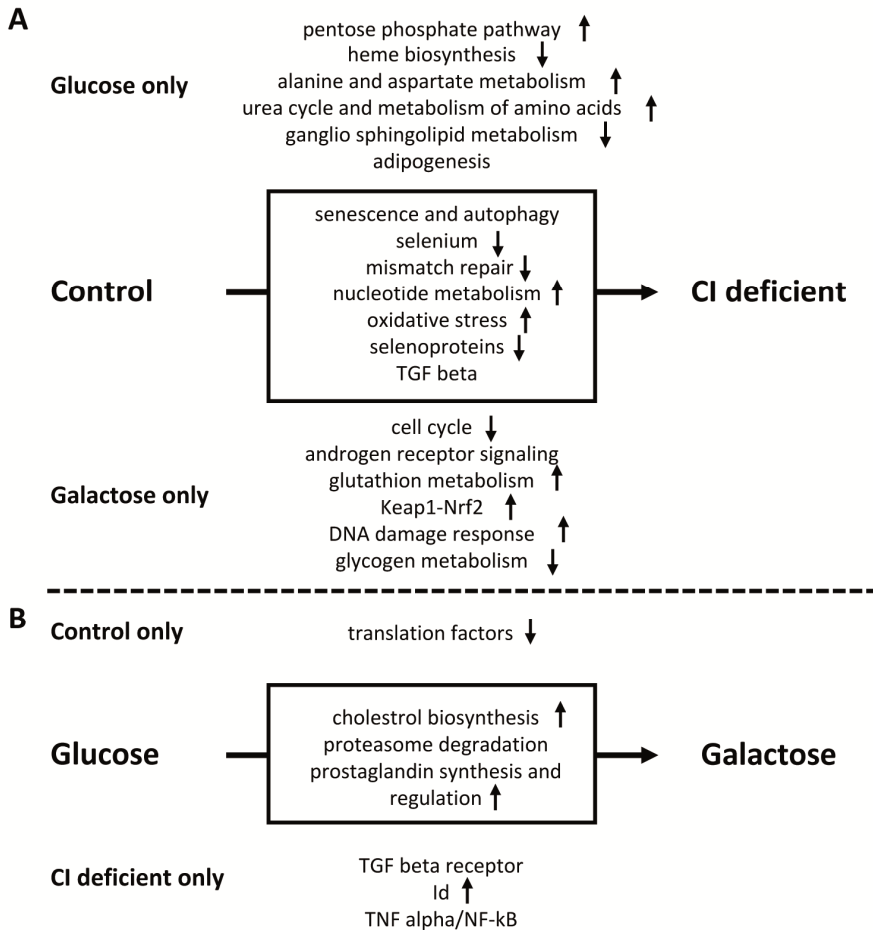 A
pentose phosphate pathway ↑
heme biosynthesis ↓
Glucose only
alanine and aspartate metabolism ↑
urea cycle and metabolism of amino acids ↑
ganglio sphingolipid metabolism ↓
adipogenesis
senescence and autophagy
selenium ↓
mismatch repair ↓
Control
nucleotide metabolism ↑
CI deficient
oxidative stress ↑
selenoproteins ↓
TGF beta
cell cycle ↓
androgen receptor signaling
glutathion metabolism ↑
Galactose only
Keap1-Nrf2 ↑
DNA damage response ↑
glycogen metabolism ↓
B
Control only
translation factors ↓
cholestrol biosynthesis ↑
Glucose
proteasome degradation
Galactose
prostaglandin synthesis and
regulation ↑
TGF beta receptor
CI deficient only
Id ↑
TNF alpha/NF-kB